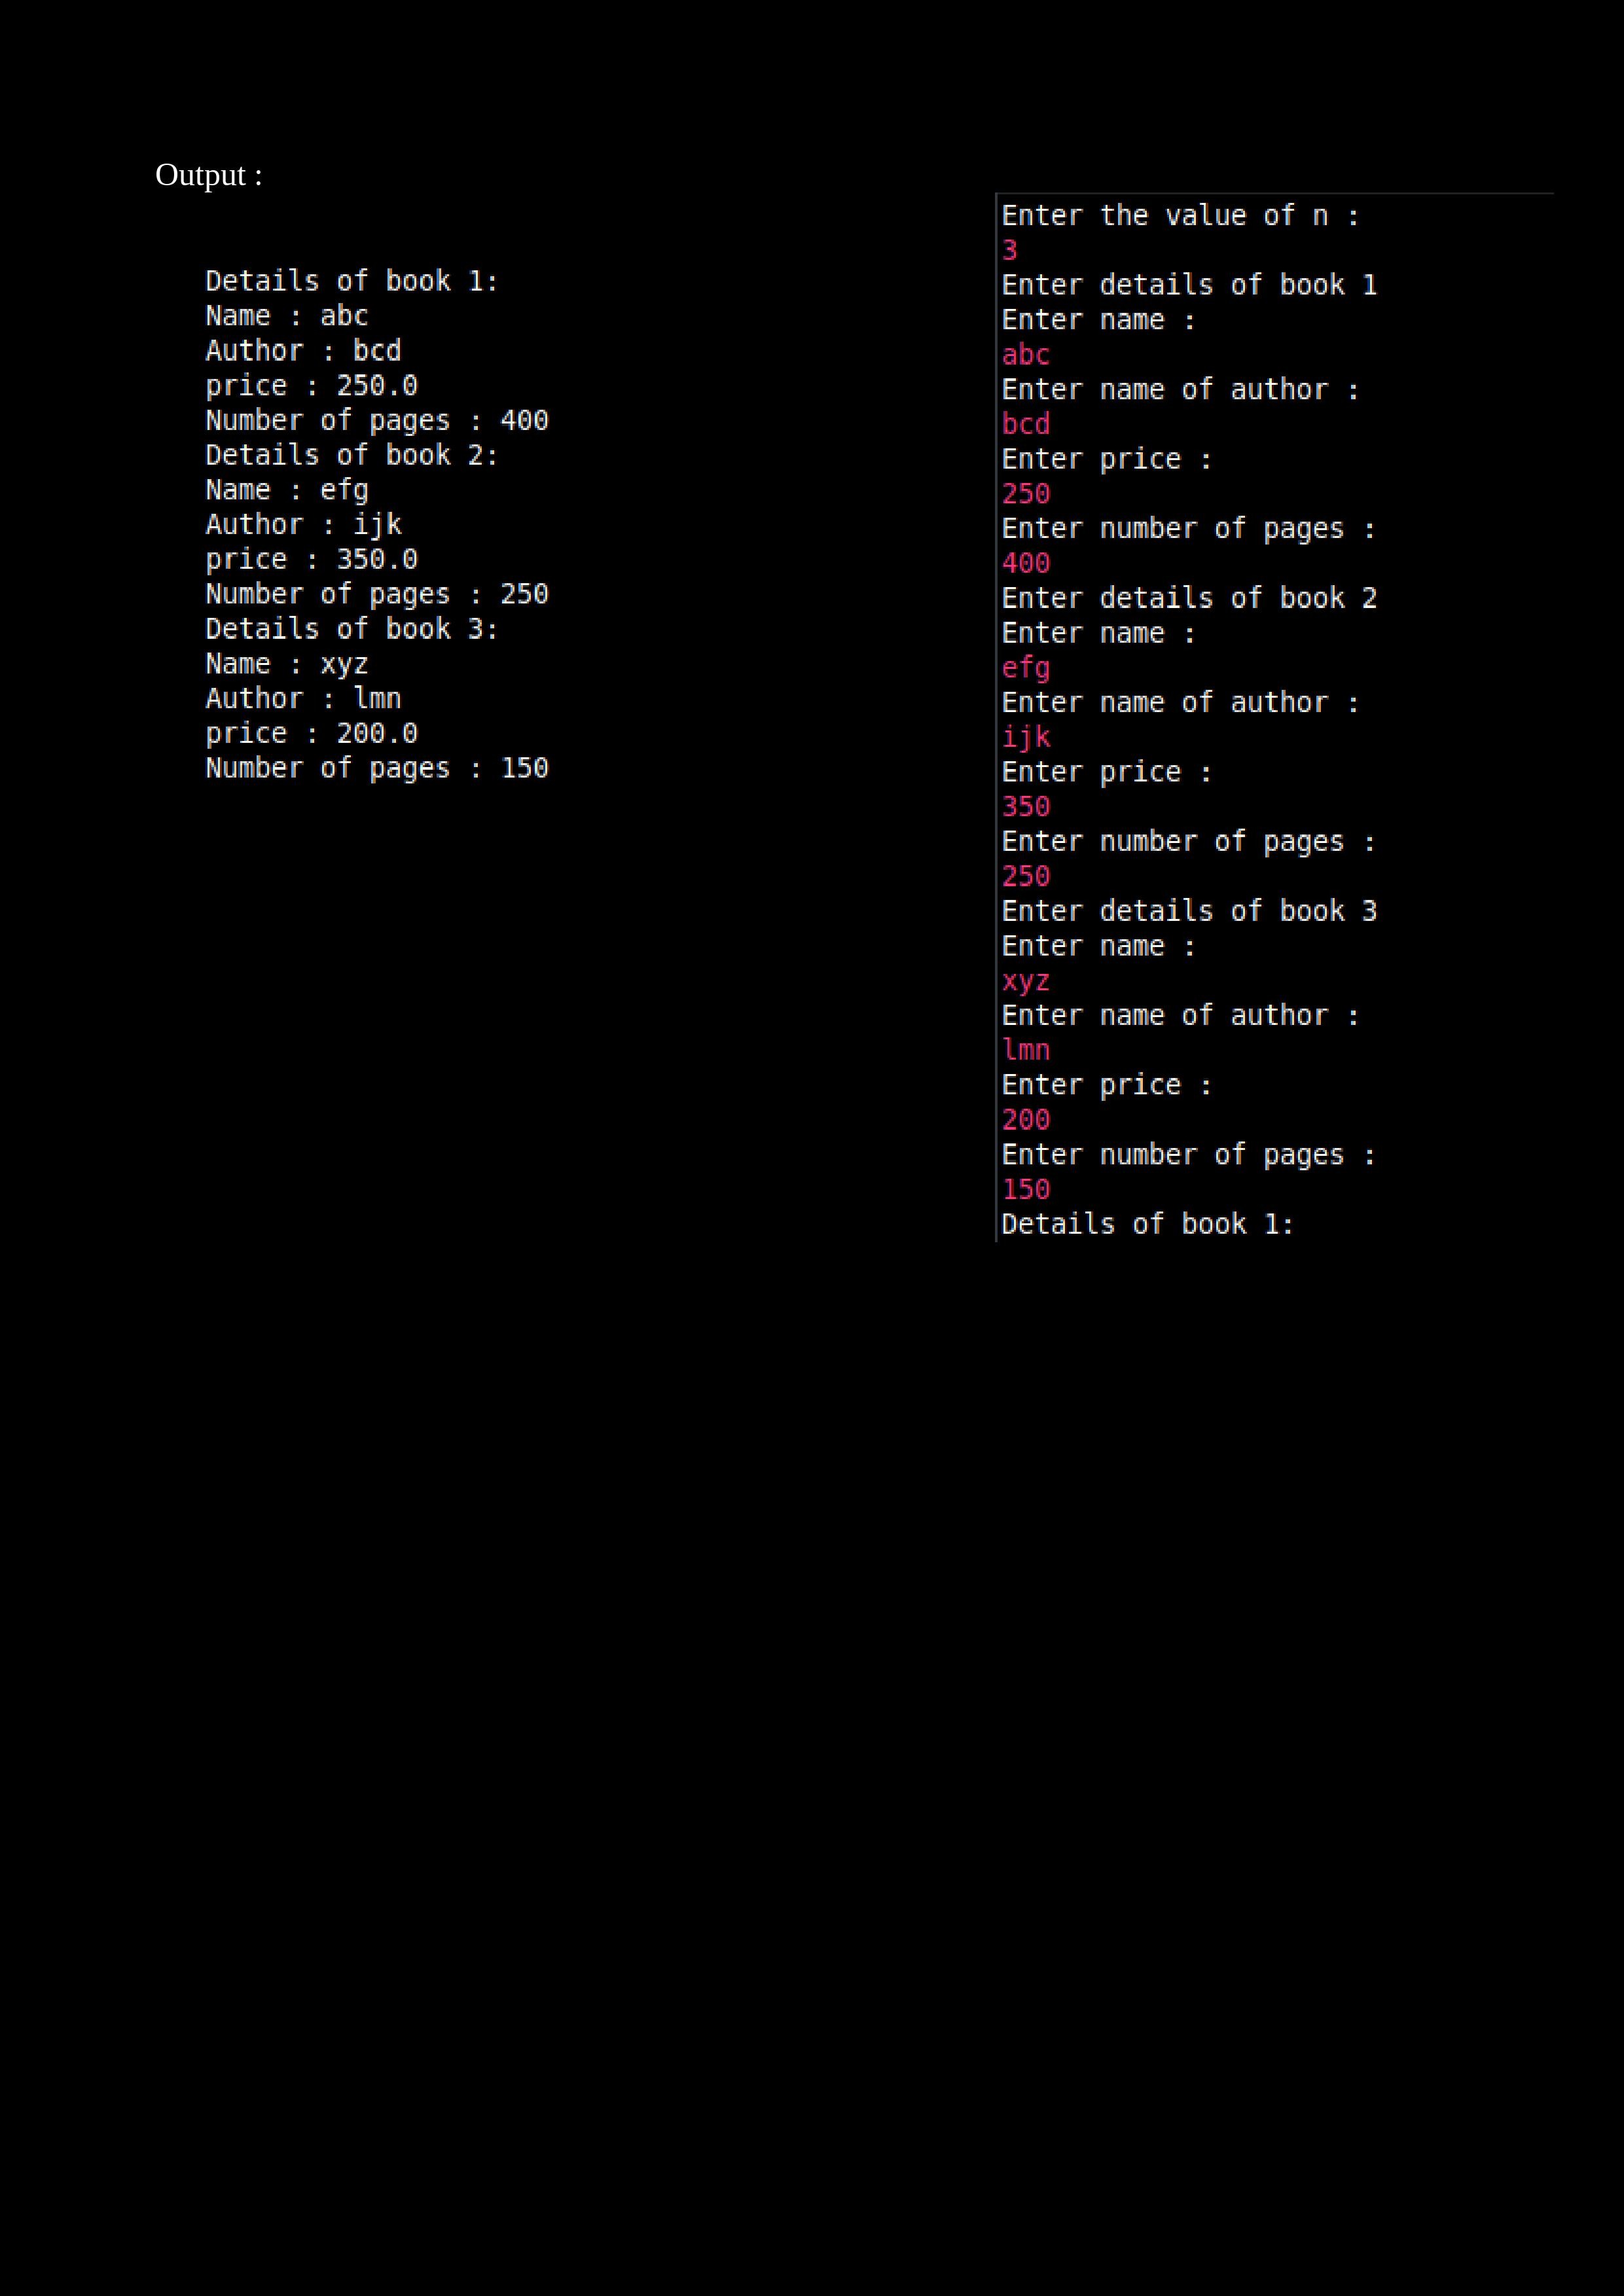 Output :
Details of book 1:
Name : abc
Author : bcd
price : 250.0
Number of pages : 400
Details of book 2:
Name : efg
Author : ijk
price : 350.0
Number of pages : 250
Details of book 3:
Name : xyz
Author : lmn
price : 200.0
Number of pages : 150
Enter the value of n :
3
Enter details of book 1
Enter name :
abc
Enter name of author :
bcd
Enter price :
250
Enter number of pages :
400
Enter details of book 2
Enter name :
efg
Enter name of author :
ijk
Enter price :
350
Enter number of pages :
250
Enter details of book 3
Enter name :
xyz
Enter name of author :
lmn
Enter price :
200
Enter number of pages :
150
Details of book 1: